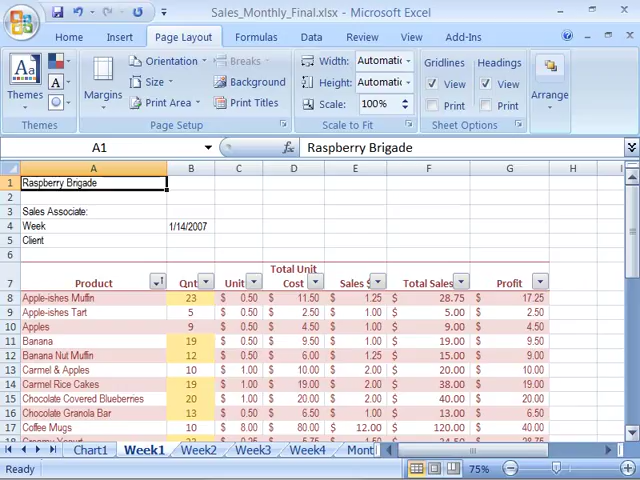 Sales_Monthly_Final.xlsx - Microsoft Excel
Home Insert Page Layout Formulas Data Review View Add-Ins
Orientation Breaks Width: Automatic Gridlines Headings
Aa Size Background Height: Automatic View View
Themes Margins Print Area Print Titles Scale: 100% Print Print Arrange
Themes Page Setup Scale to Fit Sheet Options
A1 fx Raspberry Brigade
A B C D E F G H I
1 Raspberry Brigade
2
3 Sales Associate:
4 Week 1/14/2007
5 Client
6
7 Product Qnt Unit Total Unit Cost Sales $ Total Sales Profit
8 Apple-ishes Muffin 23 $ 0.50 $ 11.50 $ 1.25 $ 28.75 $ 17.25
9 Apple-ishes Tart 5 $ 0.50 $ 2.50 $ 1.00 $ 5.00 $ 2.50
10 Apples 9 $ 0.50 $ 4.50 $ 1.00 $ 9.00 $ 4.50
11 Banana 19 $ 0.50 $ 9.50 $ 1.00 $ 19.00 $ 9.50
12 Banana Nut Muffin 12 $ 0.50 $ 6.00 $ 1.25 $ 15.00 $ 9.00
13 Carmel & Apples 10 $ 1.00 $ 10.00 $ 2.00 $ 20.00 $ 10.00
14 Carmel Rice Cakes 19 $ 1.00 $ 19.00 $ 2.00 $ 38.00 $ 19.00
15 Chocolate Covered Blueberries 20 $ 1.00 $ 20.00 $ 2.00 $ 40.00 $ 20.00
16 Chocolate Granola Bar 13 $ 0.50 $ 6.50 $ 1.00 $ 13.00 $ 6.50
17 Coffee Mugs 10 $ 8.00 $ 80.00 $ 12.00 $ 120.00 $ 40.00
18 Creamy Yogurt
Chart1 Week1 Week2 Week3 Week4 Mont
Ready 75%